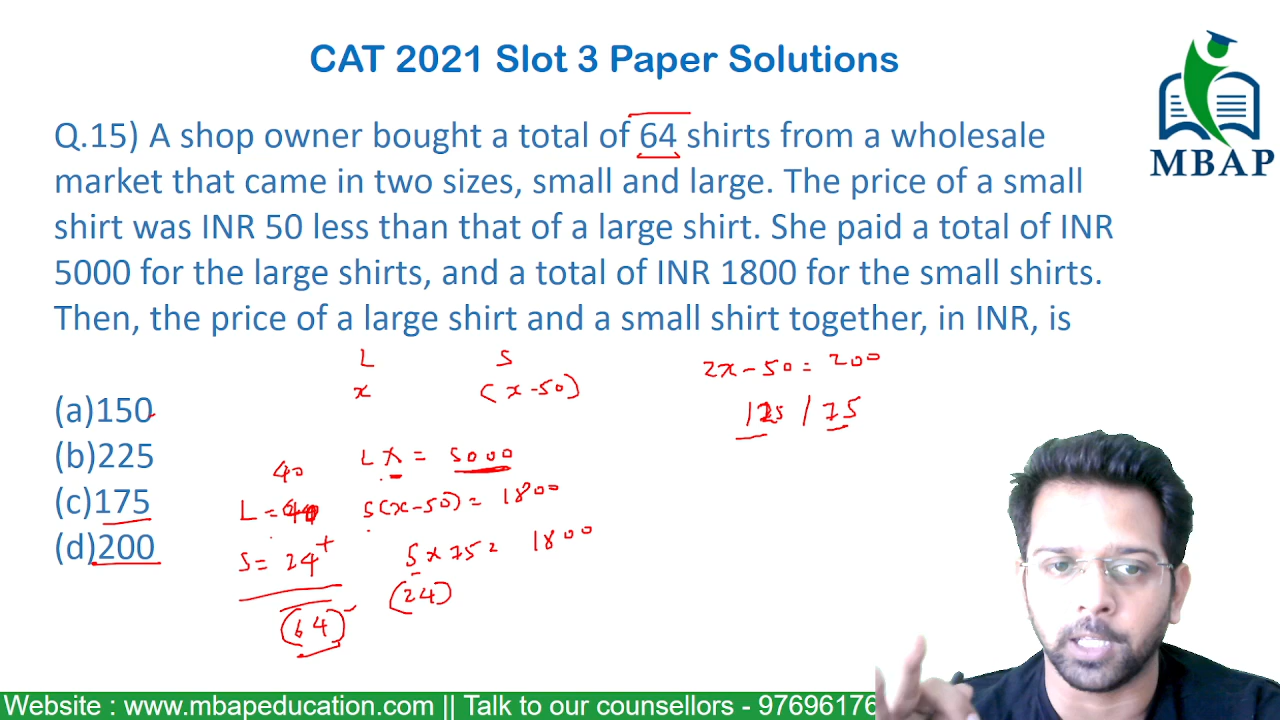 CAT 2021 Slot 3 Paper Solutions
MBAP
Q.15) A shop owner bought a total of 64 shirts from a wholesale
market that came in two sizes, small and large. The price of a small
shirt was INR 50 less than that of a large shirt. She paid a total of INR
5000 for the large shirts, and a total of INR 1800 for the small shirts.
Then, the price of a large shirt and a small shirt together, in INR, is
L S
x (x-50)
2x-50=200
125/75
(a)150
(b)225
(c)175
(d)200
Lx = 5000
S(x-50)= 1800
S x 75 = 1800
(24)
40
L =
S= 24+
(64)
Website : www.mbapeducation.com || Talk to our counsellors - 97696176